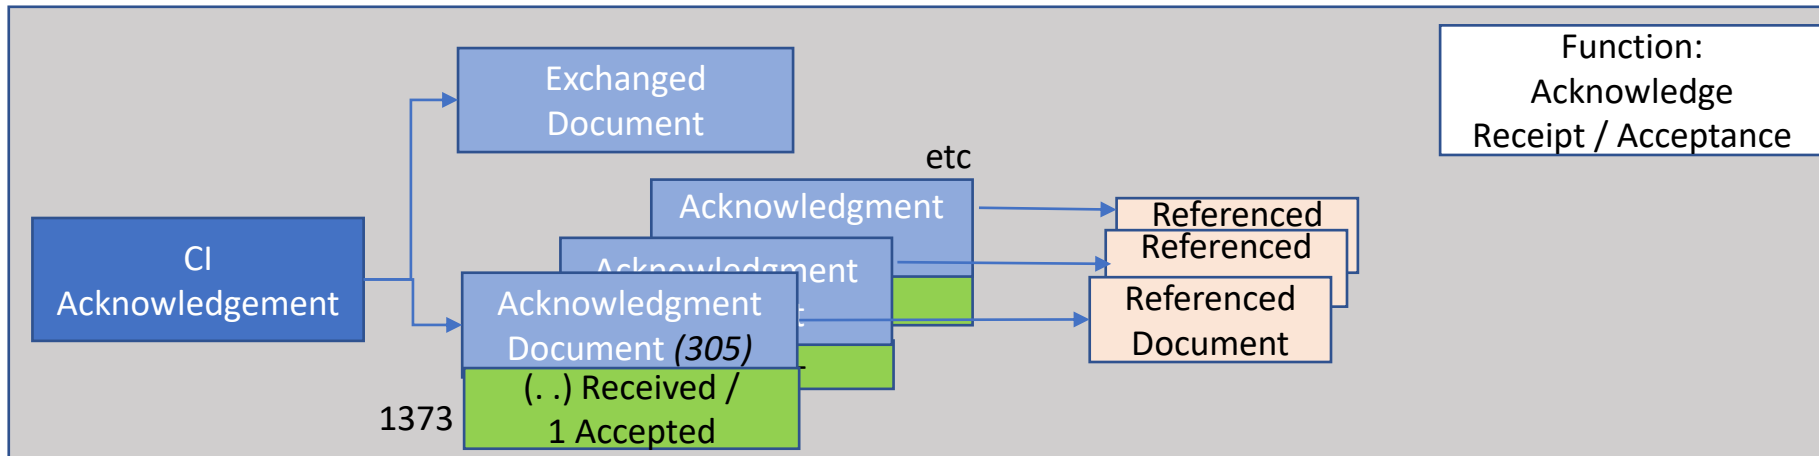 Exchanged
Document
Function:
Acknowledge
Receipt / Acceptance
etc
Acknowledgment
Referenced
CI
Acknowledgement
Acknowledgment
Referenced
Acknowledgment
Document (305)
Referenced
Document
1373
(. .) Received /
1 Accepted